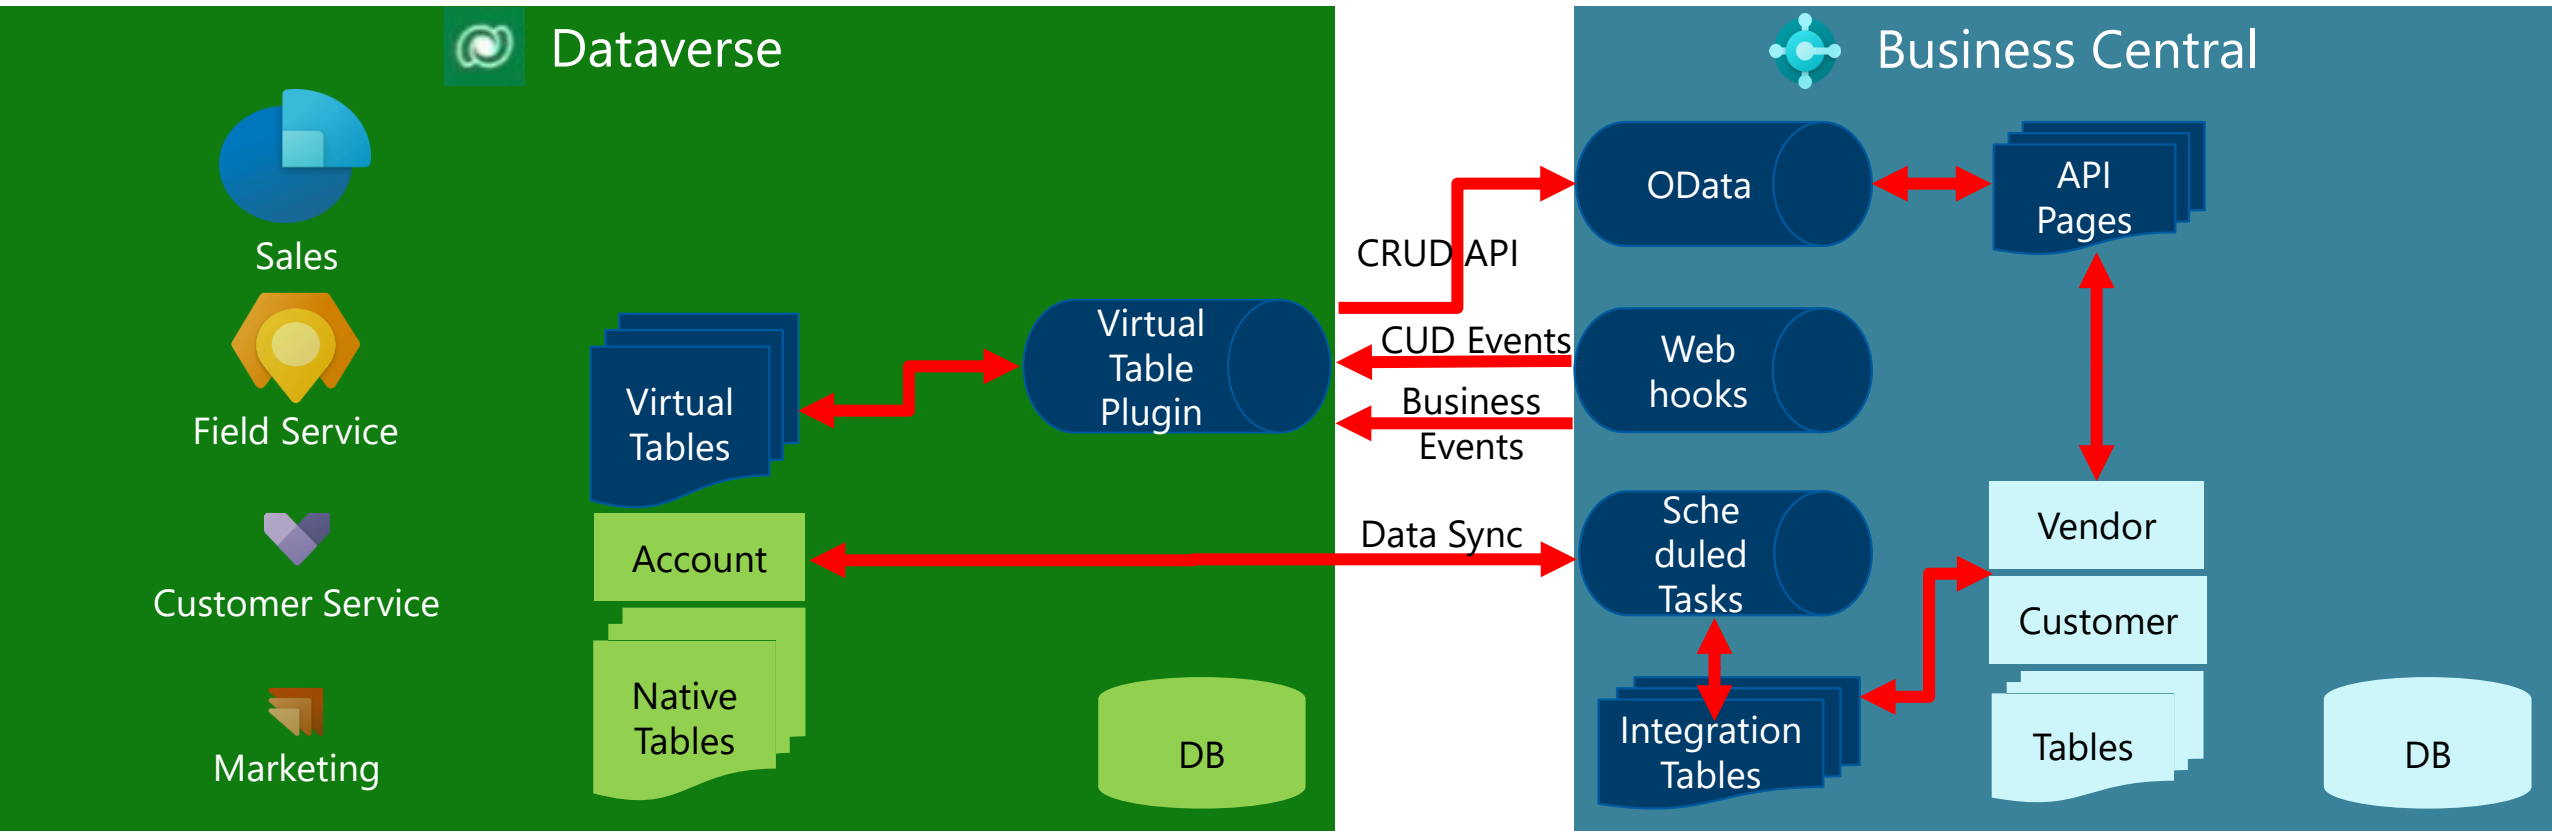 Dataverse
Sales
Field Service
Customer Service
Marketing
Virtual
Tables
Virtual
Table
Plugin
Account
Native
Tables
DB
CRUD API
CUD Events
Business
Events
Data Sync
Business Central
OData
API
Pages
Web
hooks
Sche
duled
Tasks
Integration
Tables
Vendor
Customer
Tables
DB